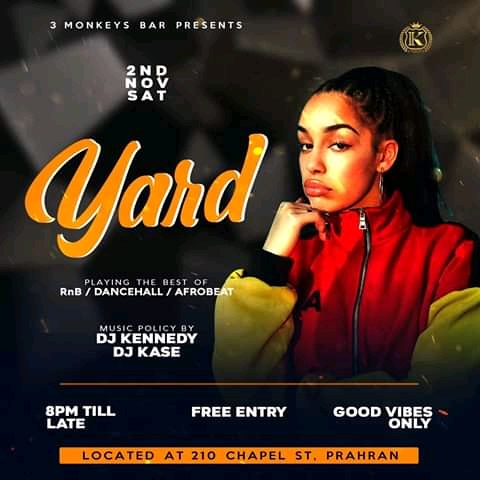 3 MONKEYS BAR PRESENTS
K
2ND
NOV
SAT
Yard
PLAYING THE BEST OF
RnB / DANCEHALL / AFROBEAT
MUSIC POLICY BY
DJ KENNEDY
DJ KASE
8PM TILL
LATE
FREE ENTRY
GOOD VIBES
ONLY
LOCATED AT 210 CHAPEL ST, PRAHRAN